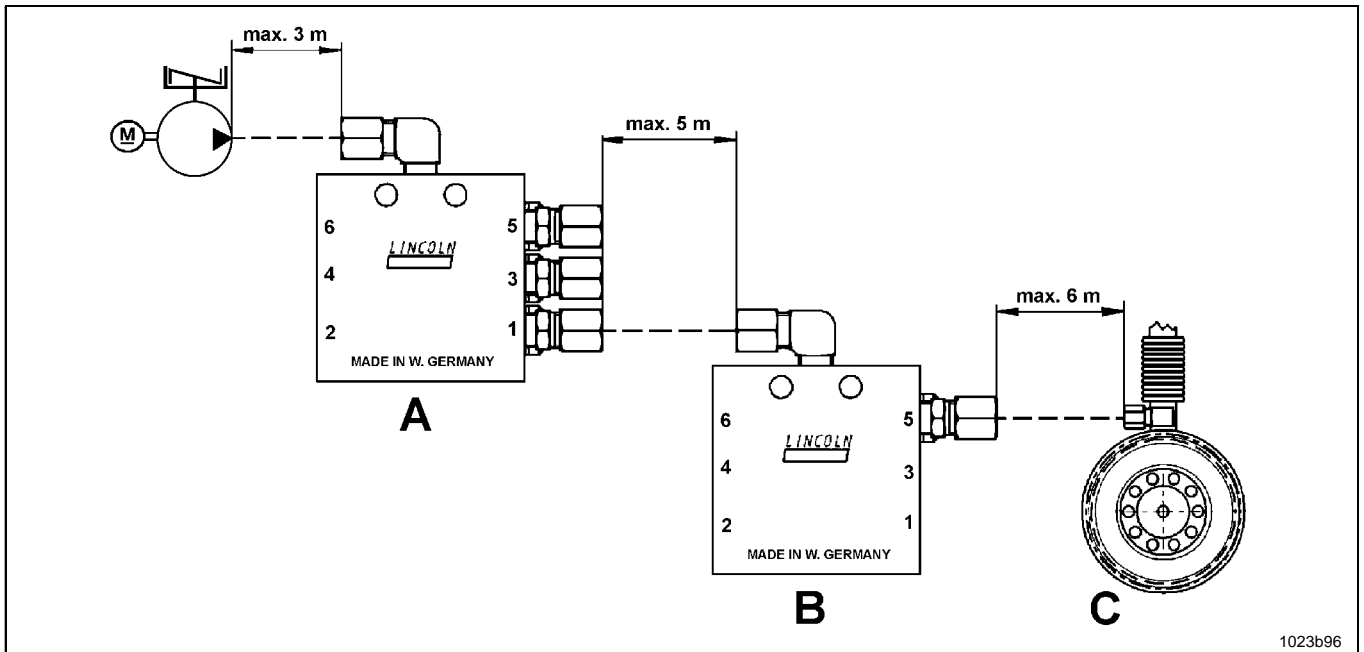 max. 3 m
M
max. 5 m
6 5
LINCOLN
4 3
2 1
MADE IN W. GERMANY
A
max. 6 m
6 5
LINCOLN
4 3
2 1
MADE IN W. GERMANY
B
C
1023b96